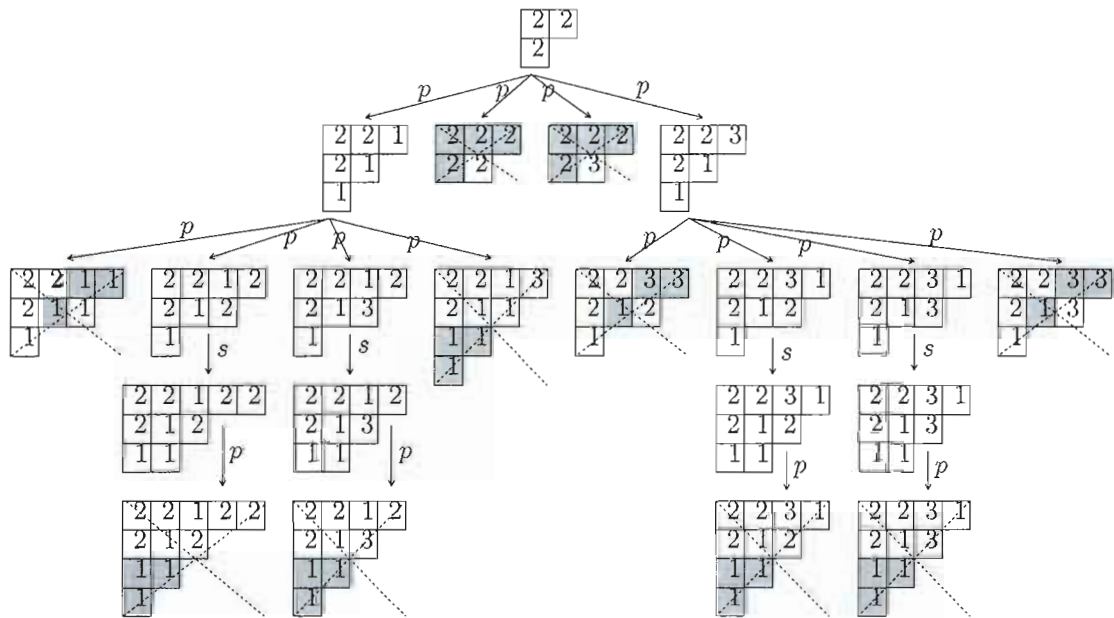 2 2
2
p p p p
2 2 1 2 2 2 2 2 2 2 2 3
2 1 2 2 2 3 2 1
1 1
p p p p p p p p
2 2 1 1 2 2 1 2 2 2 1 2 2 2 1 3 2 2 3 3 2 2 3 1 2 2 3 1 2 2 3 3
2 1 1 2 1 2 2 1 3 2 1 1 2 1 2 2 1 2 2 1 3 2 1 3
1 1 1 1 1 1 1 1 1
1
s s s s
2 2 1 2 2 2 2 1 2 2 2 3 1 2 2 3 1
2 1 2 2 1 3 2 1 2 2 1 3
1 1 1 1 1 1 1 1
p p p p
2 2 1 2 2 2 2 1 2 2 2 3 1 2 2 3 1
2 1 2 2 1 3 2 1 2 2 1 3
1 1 1 1 1 1 1 1
1 1 1 1